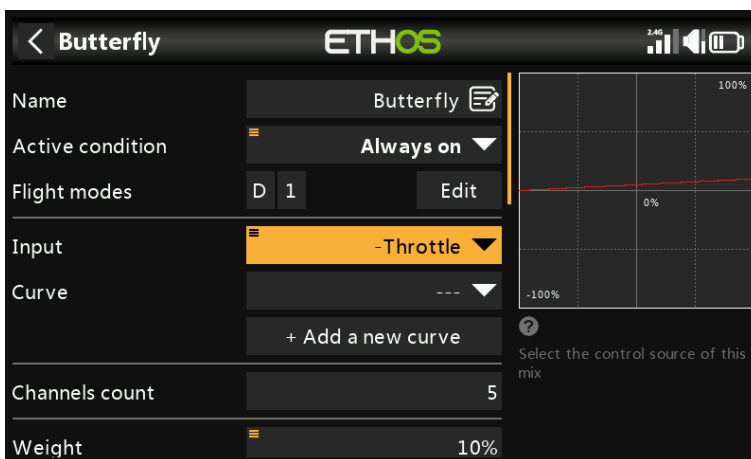 Butterfly ETHOS 2.4G
Name Butterfly
Active condition Always on
Flight modes D 1 Edit
Input -Throttle
Curve ---
+ Add a new curve
Channels count 5
Weight 10%
100%
0%
-100%
?
Select the control source of this
mix